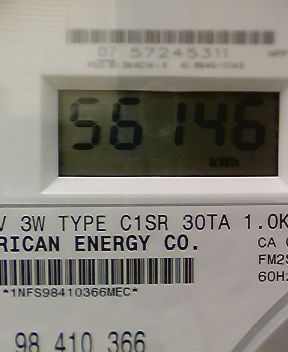 07 57245311
56146
kWh
V 3W TYPE C1SR 30TA 1.0K
RICAN ENERGY CO.
CA
FM2S
60Hz
*1NFS98410366MEC*
98 410 366